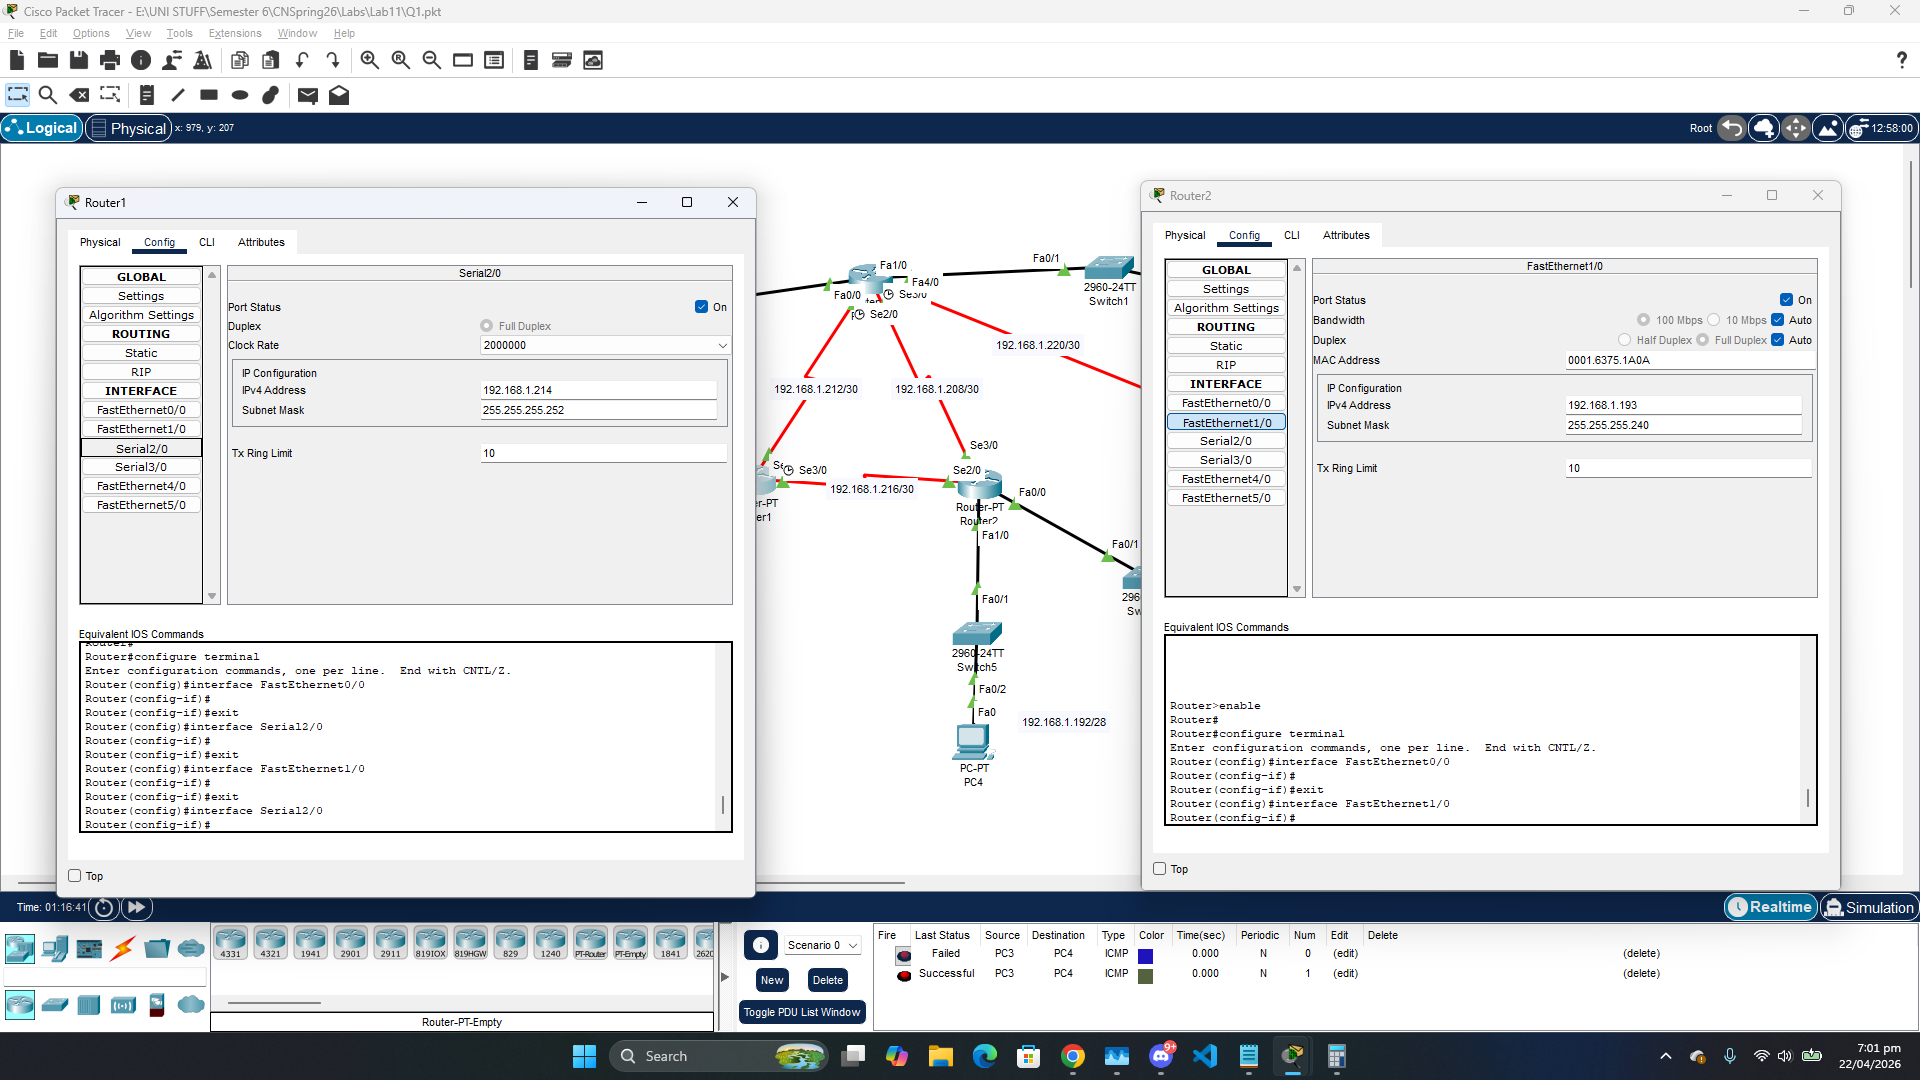 Cisco Packet Tracer - E:\UNI STUFF\Semester 6\CNSpring26\Labs\Lab11\Q1.pkt
File Edit Options View Tools Extensions Window Help
Logical Physical x: 979, y: 207 Root 12:58:00
Router1
Physical Config CLI Attributes
GLOBAL
Settings
Algorithm Settings
ROUTING
Static
RIP
INTERFACE
FastEthernet0/0
FastEthernet1/0
Serial2/0
Serial3/0
FastEthernet4/0
FastEthernet5/0
Serial2/0
Port Status On
Duplex Full Duplex
Clock Rate 2000000
IP Configuration
IPv4 Address 192.168.1.214
Subnet Mask 255.255.255.252
Tx Ring Limit 10
Equivalent IOS Commands
Router#
Router#configure terminal
Enter configuration commands, one per line. End with CNTL/Z.
Router(config)#interface FastEthernet0/0
Router(config-if)#
Router(config-if)#exit
Router(config)#interface Serial2/0
Router(config-if)#
Router(config-if)#exit
Router(config)#interface FastEthernet1/0
Router(config-if)#
Router(config-if)#exit
Router(config)#interface Serial2/0
Router(config-if)#
Top
Fa1/0
Fa0/1
Fa4/0
Fa0/0
Se3/0
Se2/0
2960-24TT
Switch1
192.168.1.220/30
192.168.1.212/30
192.168.1.208/30
Se3/0
Se3/0
Se2/0
192.168.1.216/30
Fa0/0
Router-PT
Router2
Fa1/0
Fa0/1
Fa0/1
2960-24TT
Switch5
Fa0/2
Fa0
192.168.1.192/28
PC-PT
PC4
Router2
Physical Config CLI Attributes
GLOBAL
Settings
Algorithm Settings
ROUTING
Static
RIP
INTERFACE
FastEthernet0/0
FastEthernet1/0
Serial2/0
Serial3/0
FastEthernet4/0
FastEthernet5/0
FastEthernet1/0
Port Status On
Bandwidth 100 Mbps 10 Mbps Auto
Duplex Half Duplex Full Duplex Auto
MAC Address 0001.6375.1A0A
IP Configuration
IPv4 Address 192.168.1.193
Subnet Mask 255.255.255.240
Tx Ring Limit 10
Equivalent IOS Commands
Router>enable
Router#
Router#configure terminal
Enter configuration commands, one per line. End with CNTL/Z.
Router(config)#interface FastEthernet0/0
Router(config-if)#
Router(config-if)#exit
Router(config)#interface FastEthernet1/0
Router(config-if)#
Top
Time: 01:16:41 Realtime Simulation
4331 4321 1941 2901 2911 819IOX 819HGW 829 1240 PT-Router PT-Empty 1841 2620
Router-PT-Empty
Scenario 0
New Delete
Toggle PDU List Window
Fire Last Status Source Destination Type Color Time(sec) Periodic Num Edit Delete
Failed PC3 PC4 ICMP 0.000 N 0 (edit) (delete)
Successful PC3 PC4 ICMP 0.000 N 1 (edit) (delete)
Search
9+
7:01 pm
22/04/2026